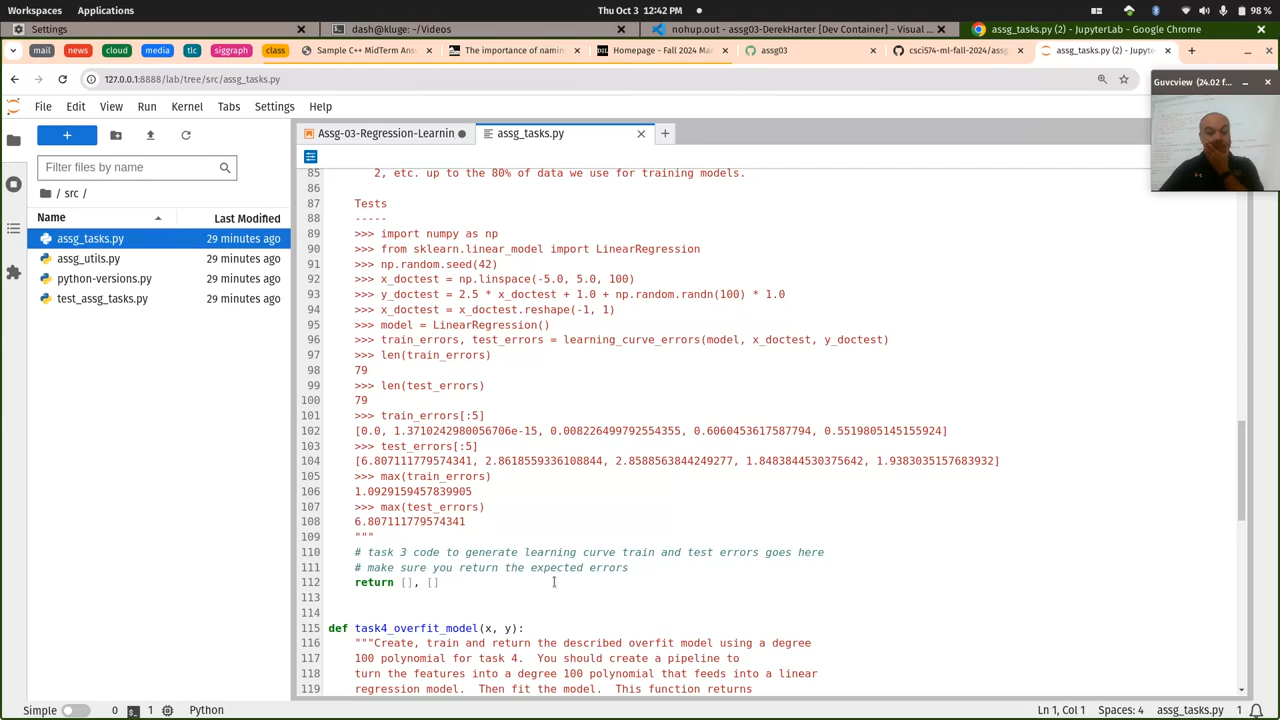 Workspaces Applications Thu Oct 3 12:42 PM 98 %
Settings dash@kluge: ~/Videos nohup.out - assg03-DerekHarter [Dev Container] - Visual ... assg_tasks.py (2) - JupyterLab - Google Chrome
mail news cloud media tlc siggraph class Sample C++ MidTerm Ans The importance of namin Homepage - Fall 2024 Ma assg03 csci574-ml-fall-2024/assg assg_tasks.py (2) - Jupyte
127.0.0.1:8888/lab/tree/src/assg_tasks.py
Guvcview (24.02 f...
File Edit View Run Kernel Tabs Settings Help
Assg-03-Regression-Learnin assg_tasks.py
Filter files by name
/ src /
Name Last Modified
assg_tasks.py 29 minutes ago
assg_utils.py 29 minutes ago
python-versions.py 29 minutes ago
test_assg_tasks.py 29 minutes ago
85 2, etc. up to the 80% of data we use for training models.
86
87 Tests
88 -----
89 >>> import numpy as np
90 >>> from sklearn.linear_model import LinearRegression
91 >>> np.random.seed(42)
92 >>> x_doctest = np.linspace(-5.0, 5.0, 100)
93 >>> y_doctest = 2.5 * x_doctest + 1.0 + np.random.randn(100) * 1.0
94 >>> x_doctest = x_doctest.reshape(-1, 1)
95 >>> model = LinearRegression()
96 >>> train_errors, test_errors = learning_curve_errors(model, x_doctest, y_doctest)
97 >>> len(train_errors)
98 79
99 >>> len(test_errors)
100 79
101 >>> train_errors[:5]
102 [0.0, 1.3710242980056706e-15, 0.008226499792554355, 0.6060453617587794, 0.5519805145155924]
103 >>> test_errors[:5]
104 [6.807111779574341, 2.8618559336108844, 2.8588563844249277, 1.8483844530375642, 1.9383035157683932]
105 >>> max(train_errors)
106 1.0929159457839905
107 >>> max(test_errors)
108 6.807111779574341
109 """
110 # task 3 code to generate learning curve train and test errors goes here
111 # make sure you return the expected errors
112 return [], []
113
114
115 def task4_overfit_model(x, y):
116 """Create, train and return the described overfit model using a degree
117 100 polynomial for task 4. You should create a pipeline to
118 turn the features into a degree 100 polynomial that feeds into a linear
119 regression model. Then fit the model. This function returns
Simple 0 1 Python Ln 1, Col 1 Spaces: 4 assg_tasks.py 1